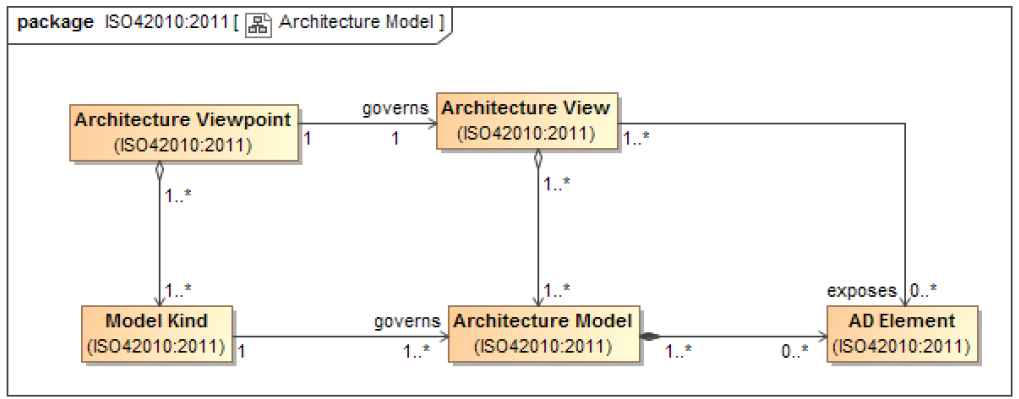 package ISO42010:2011 [ Architecture Model ]
Architecture Viewpoint
(ISO42010:2011)
governs
1
1
Architecture View
(ISO42010:2011)
1..*
1..*
1..*
1..*
1..*
exposes
0..*
Model Kind
(ISO42010:2011)
1
governs
1..*
Architecture Model
(ISO42010:2011)
1..*
0..*
AD Element
(ISO42010:2011)